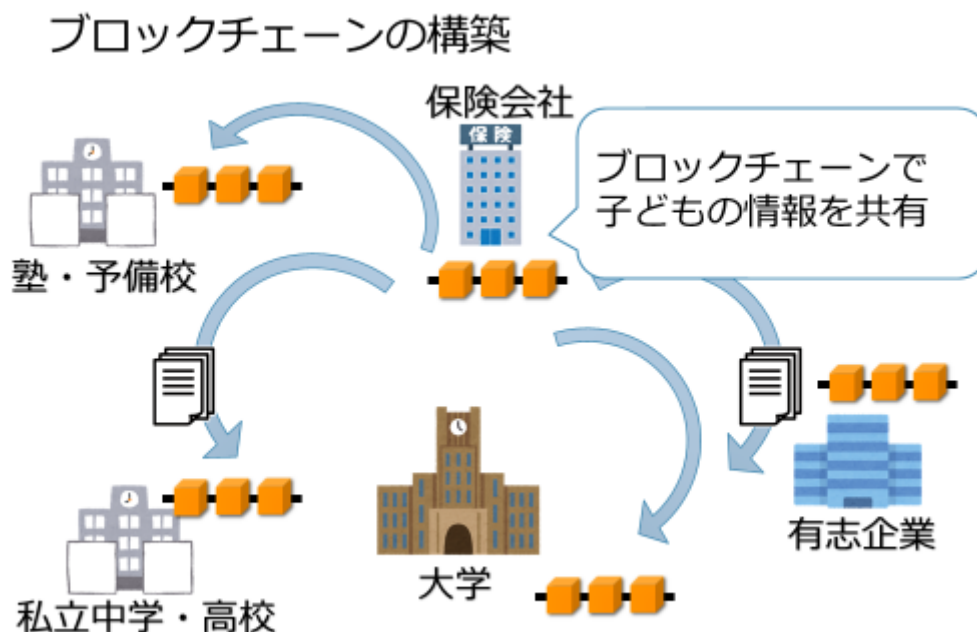 ブロックチェーンの構築
保険会社
保険
ブロックチェーンで
子どもの情報を共有
塾・予備校
有志企業
大学
私立中学・高校